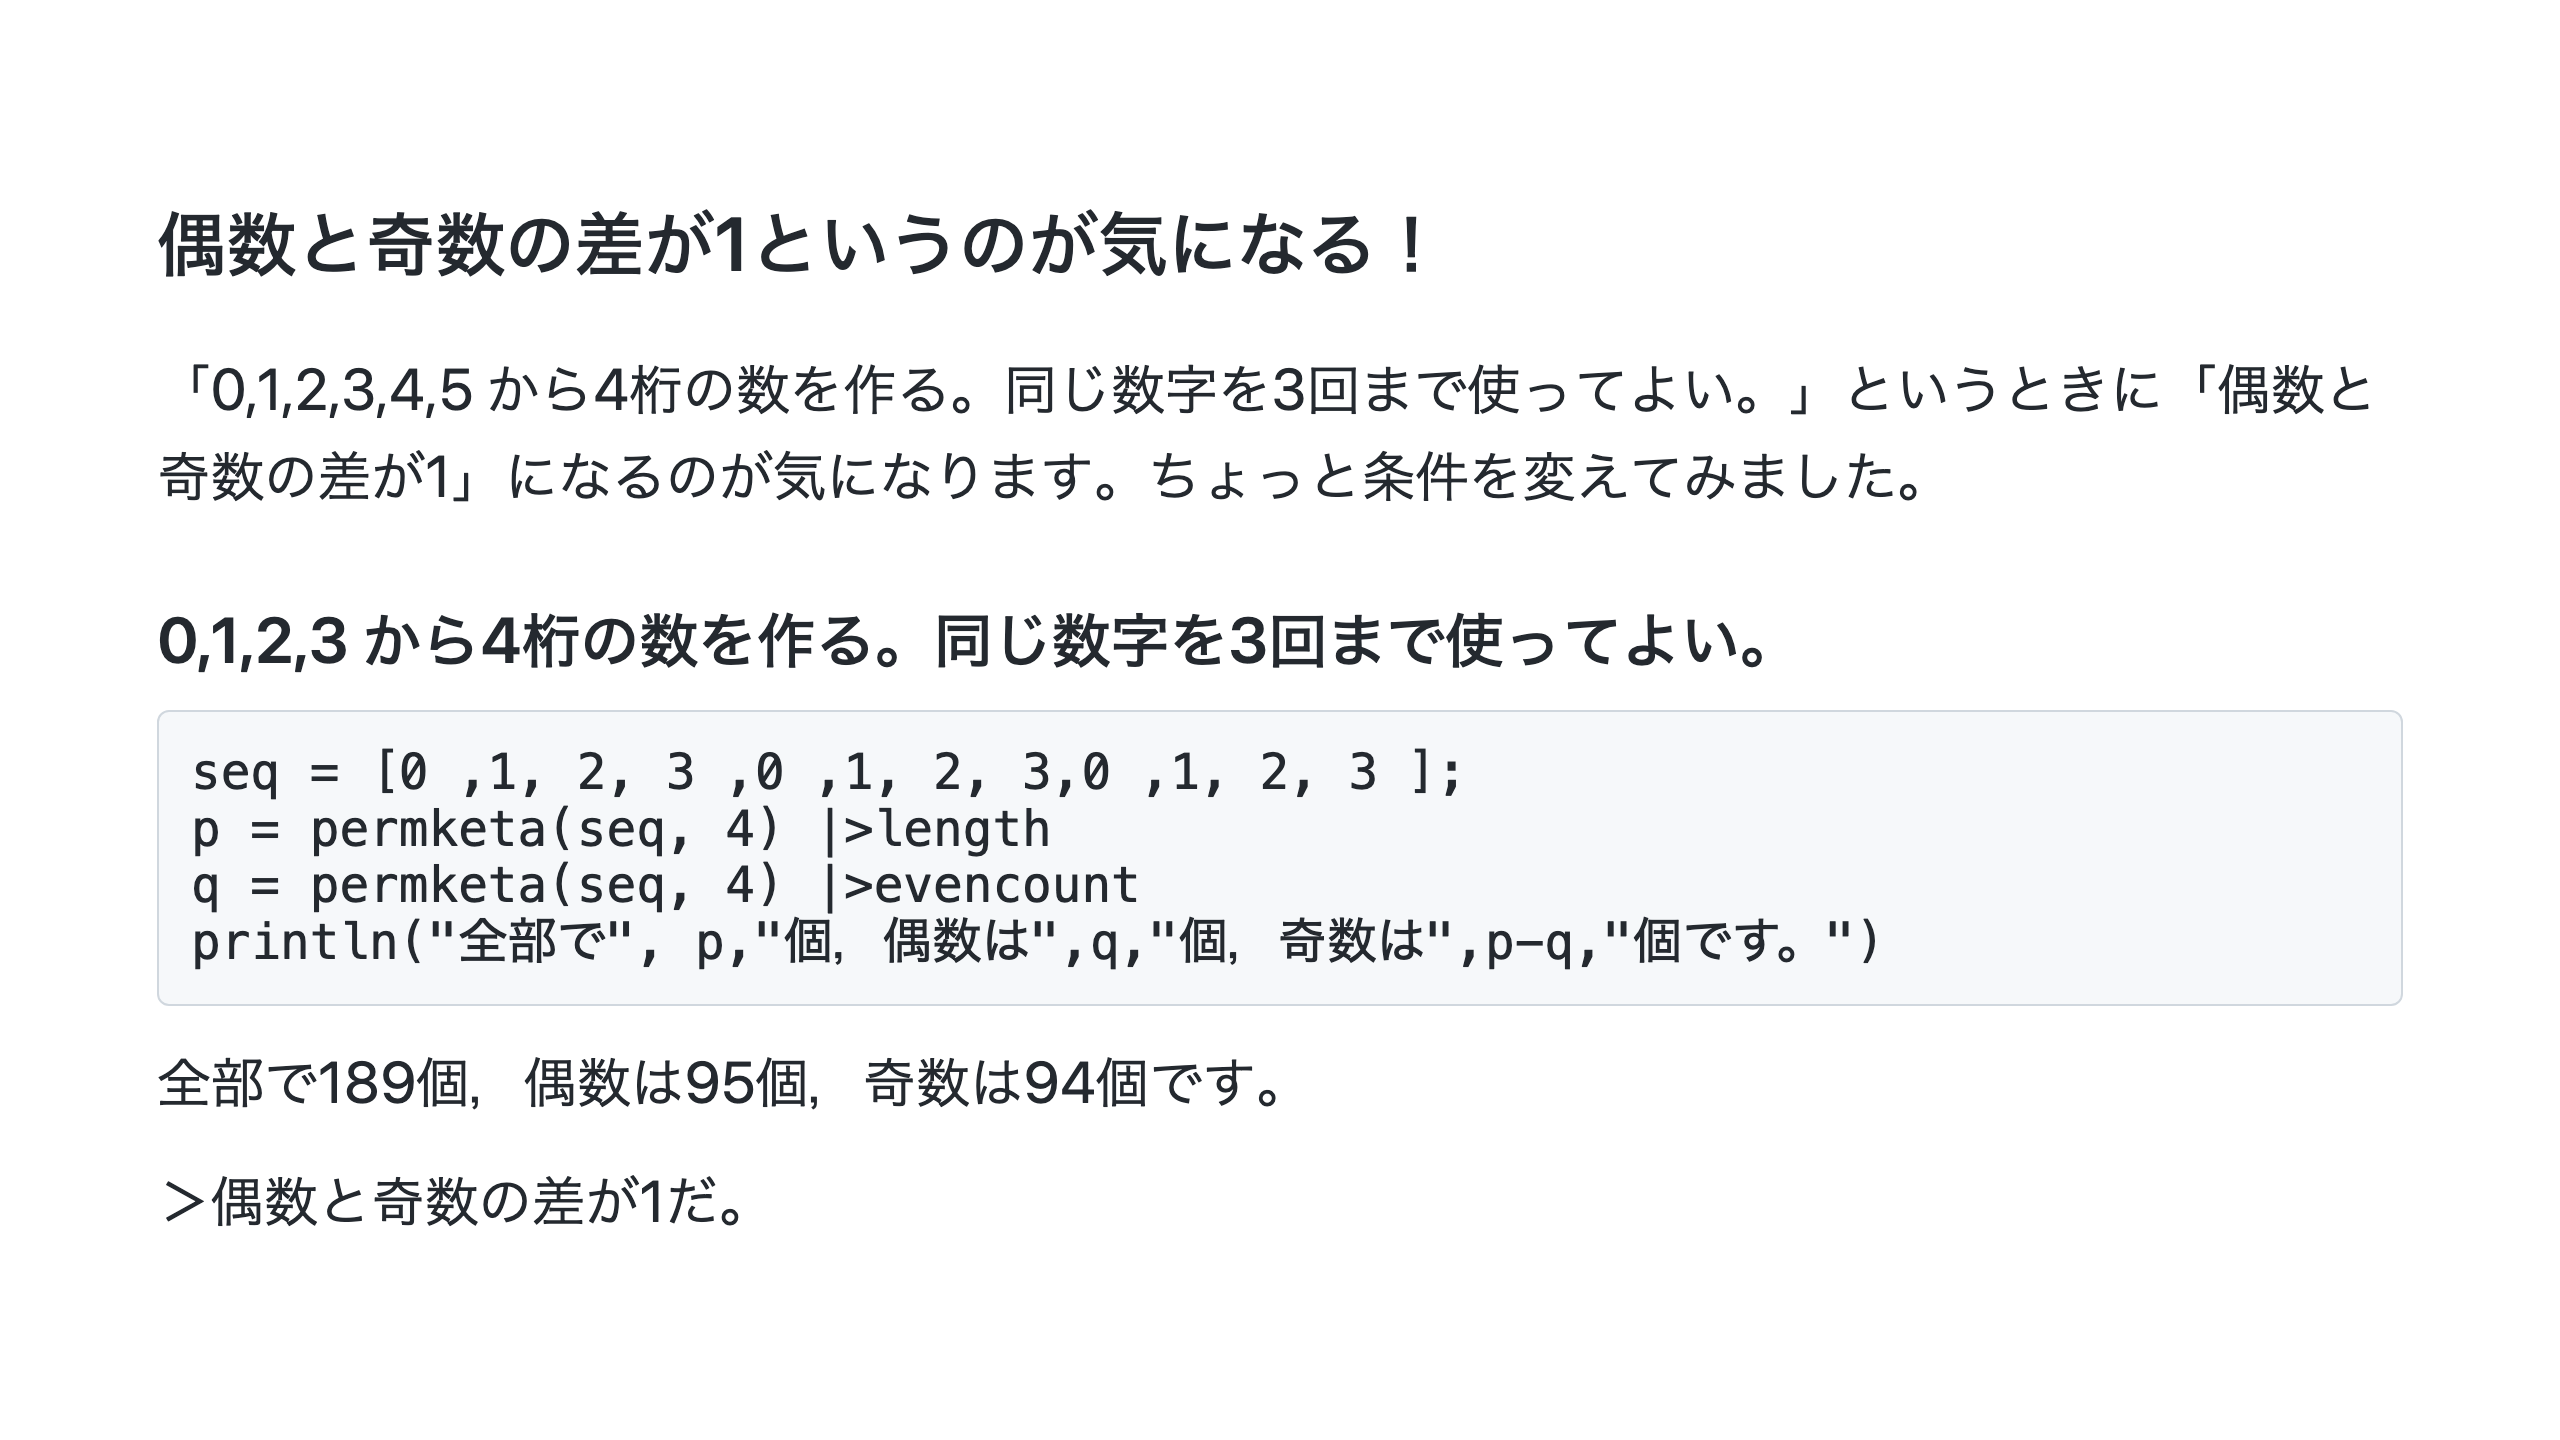 偶数と奇数の差が1というのが気になる！
「0,1,2,3,4,5 から4桁の数を作る。同じ数字を3回まで使ってよい。」というときに「偶数と
奇数の差が1」になるのが気になります。ちょっと条件を変えてみました。
0,1,2,3 から4桁の数を作る。同じ数字を3回まで使ってよい。
seq = [0 ,1, 2, 3 ,0 ,1, 2, 3,0 ,1, 2, 3 ];
p = permketa(seq, 4) |>length
q = permketa(seq, 4) |>evencount
println("全部で", p,"個，偶数は",q,"個，奇数は",p-q,"個です。")
全部で189個，偶数は95個，奇数は94個です。
＞偶数と奇数の差が1だ。